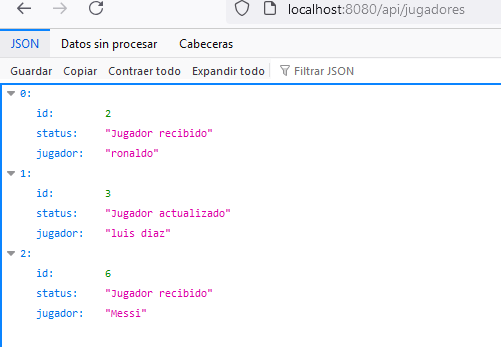 localhost:8080/api/jugadores
JSON Datos sin procesar Cabeceras
Guardar Copiar Contraer todo Expandir todo Filtrar JSON
0:
id: 2
status: "Jugador recibido"
jugador: "ronaldo"
1:
id: 3
status: "Jugador actualizado"
jugador: "luis diaz"
2:
id: 6
status: "Jugador recibido"
jugador: "Messi"